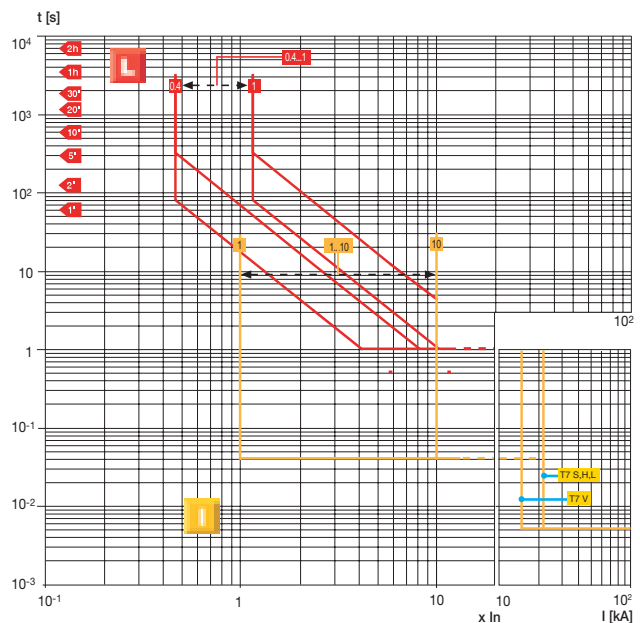 t [s]
10⁴
2h
L
0.4...1
1h
0.4
1
30'
10³
20'
10'
5'
2'
10²
1'
1
1...10
10
10
10²
1
10⁻¹
T7 S,H,L
10⁻²
T7 V
I
10⁻³
10⁻¹
1
10
10
10²
x In
I [kA]